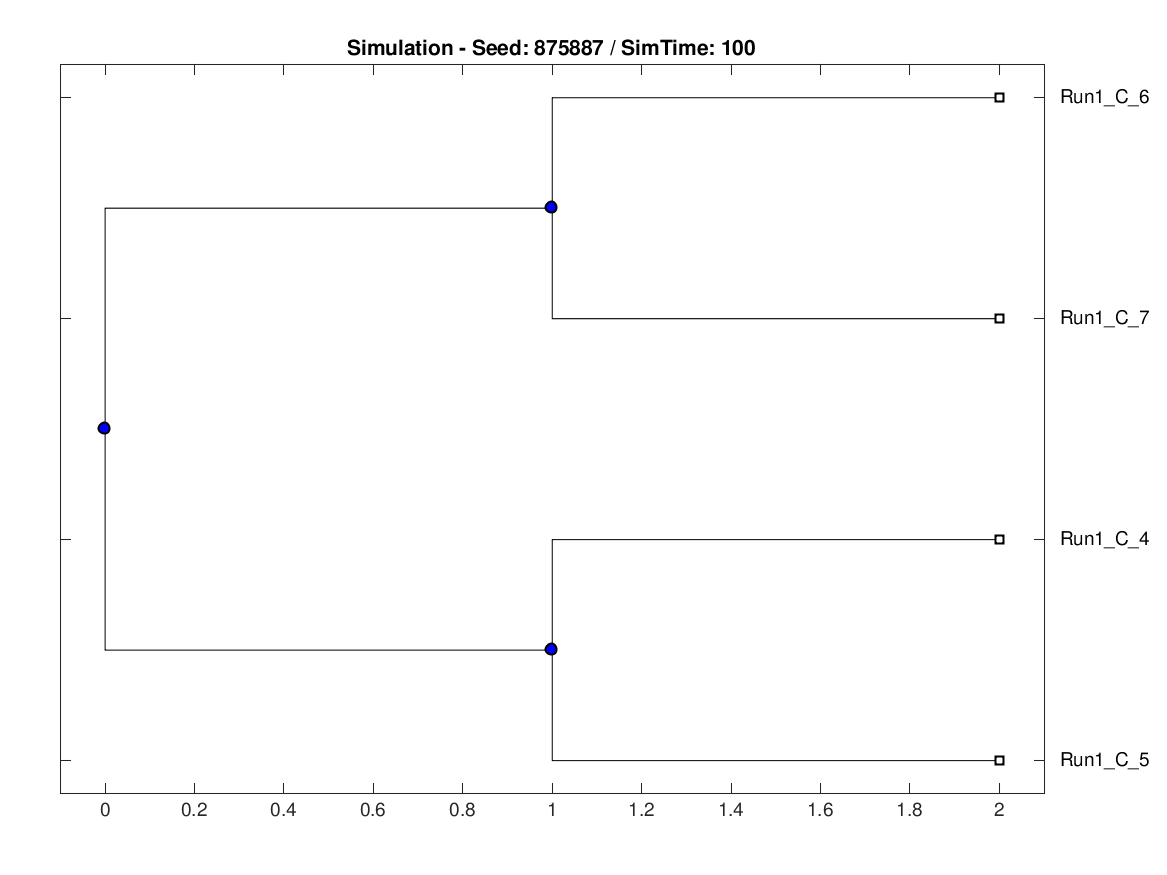 Simulation - Seed: 875887 / SimTime: 100
Run1_C_6
Run1_C_7
Run1_C_4
Run1_C_5
0 0.2 0.4 0.6 0.8 1 1.2 1.4 1.6 1.8 2